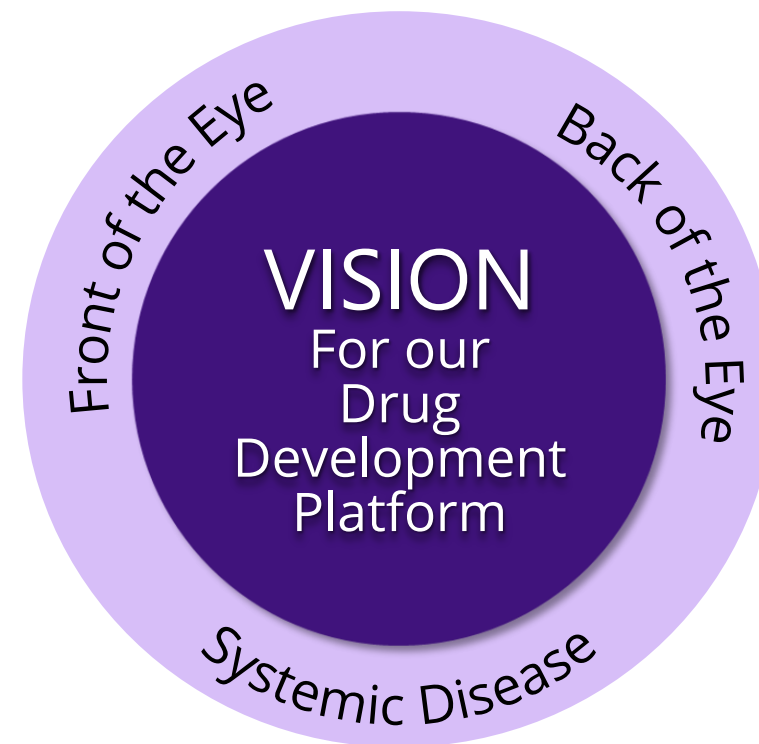 Front of the Eye
Back of the Eye
VISION
For our
Drug
Development
Platform
Systemic Disease